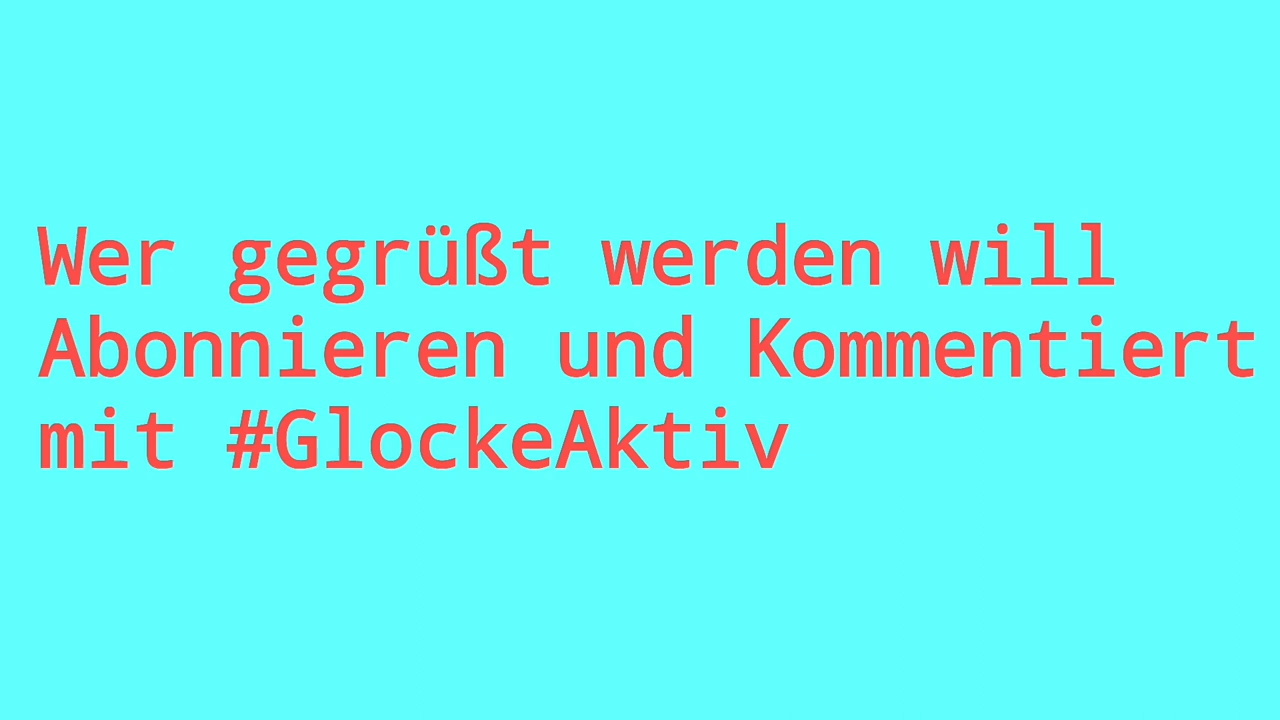 Wer gegrüßt werden will
Abonnieren und Kommentiert
mit #GlockeAktiv